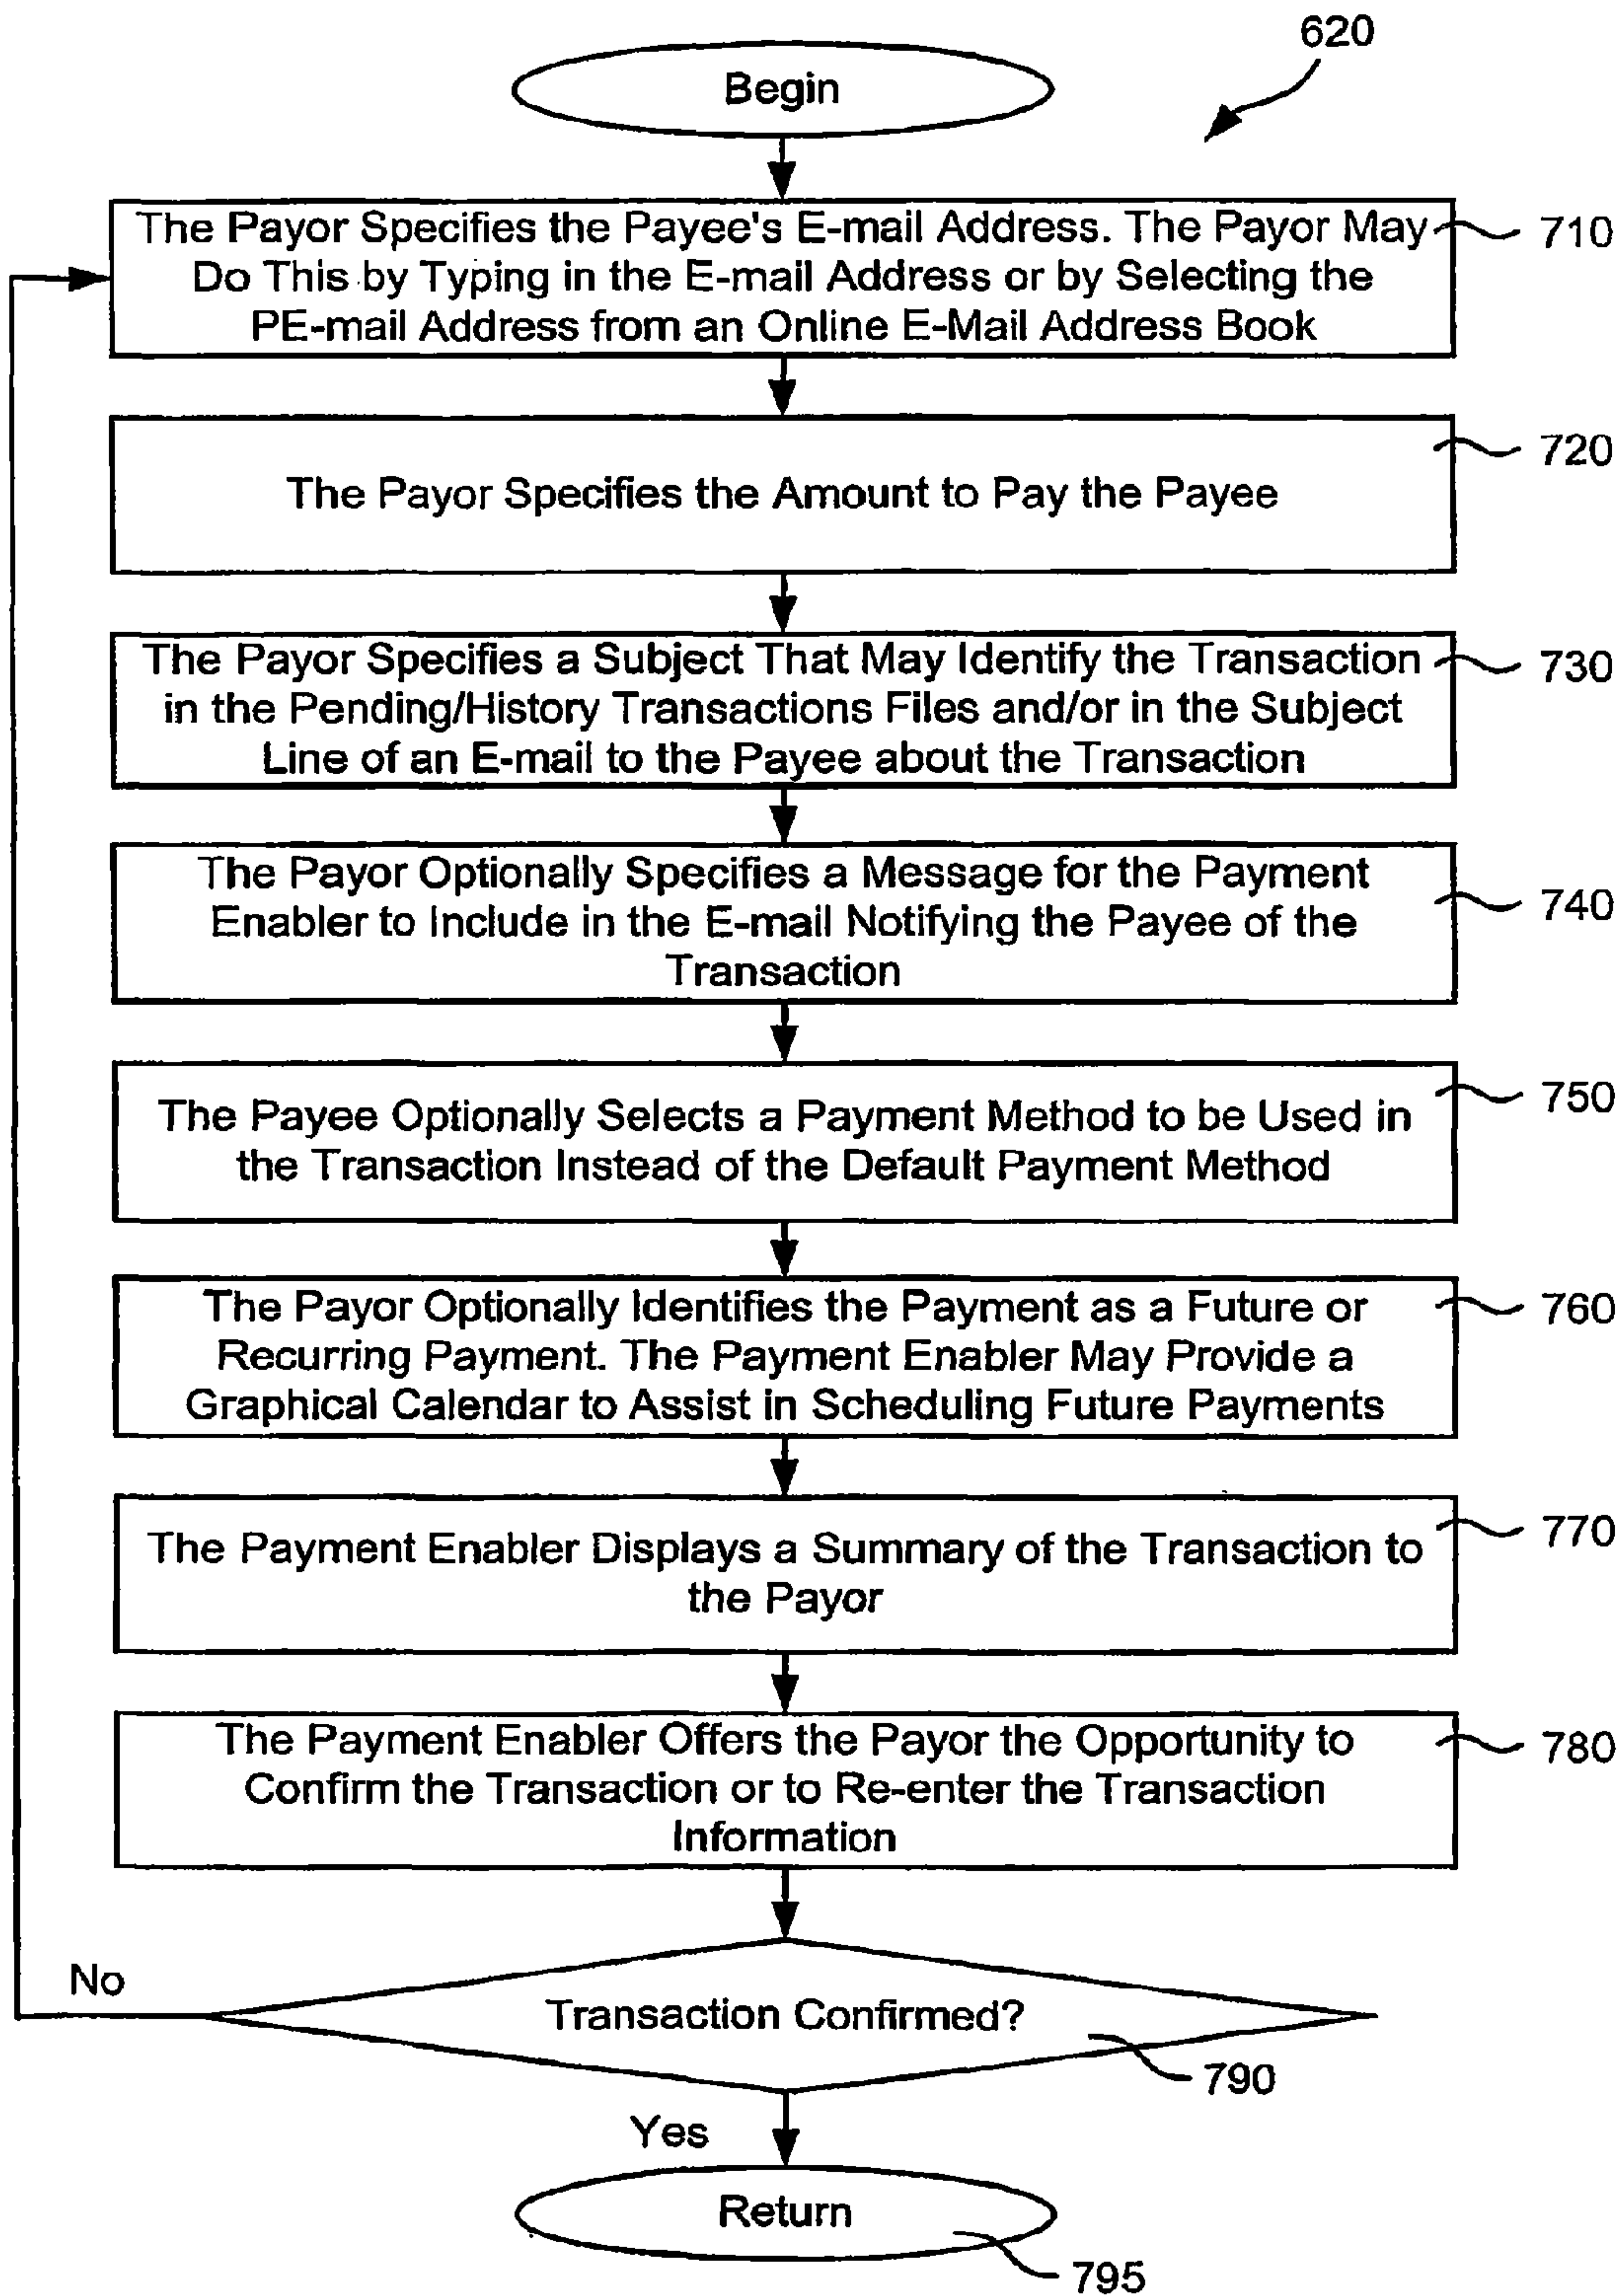 620
Begin
The Payor Specifies the Payee's E-mail Address. The Payor May
Do This by Typing in the E-mail Address or by Selecting the
PE-mail Address from an Online E-Mail Address Book
710
The Payor Specifies the Amount to Pay the Payee
720
The Payor Specifies a Subject That May Identify the Transaction
in the Pending/History Transactions Files and/or in the Subject
Line of an E-mail to the Payee about the Transaction
730
The Payor Optionally Specifies a Message for the Payment
Enabler to Include in the E-mail Notifying the Payee of the
Transaction
740
The Payee Optionally Selects a Payment Method to be Used in
the Transaction Instead of the Default Payment Method
750
The Payor Optionally Identifies the Payment as a Future or
Recurring Payment. The Payment Enabler May Provide a
Graphical Calendar to Assist in Scheduling Future Payments
760
The Payment Enabler Displays a Summary of the Transaction to
the Payor
770
The Payment Enabler Offers the Payor the Opportunity to
Confirm the Transaction or to Re-enter the Transaction
Information
780
No
Transaction Confirmed?
790
Yes
Return
795